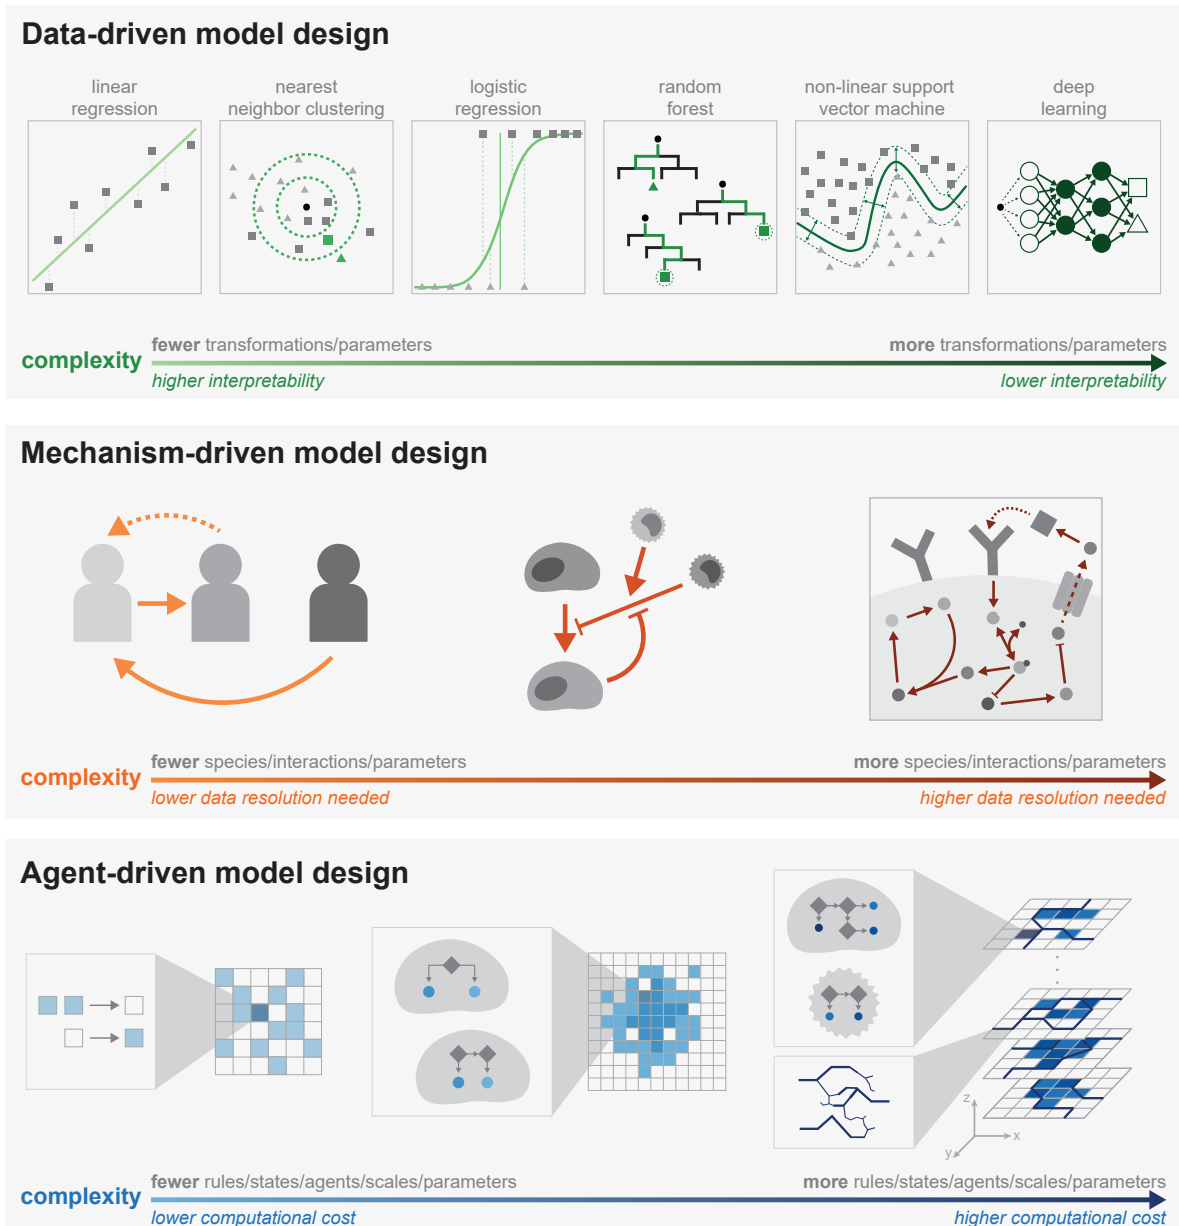 Data-driven model design
linear
regression
nearest
neighbor clustering
logistic
regression
random
forest
non-linear support
vector machine
deep
learning
fewer transformations/parameters
more transformations/parameters
complexity
higher interpretability
lower interpretability
Mechanism-driven model design
fewer species/interactions/parameters
more species/interactions/parameters
complexity
lower data resolution needed
higher data resolution needed
Agent-driven model design
z
x
y
fewer rules/states/agents/scales/parameters
more rules/states/agents/scales/parameters
complexity
lower computational cost
higher computational cost